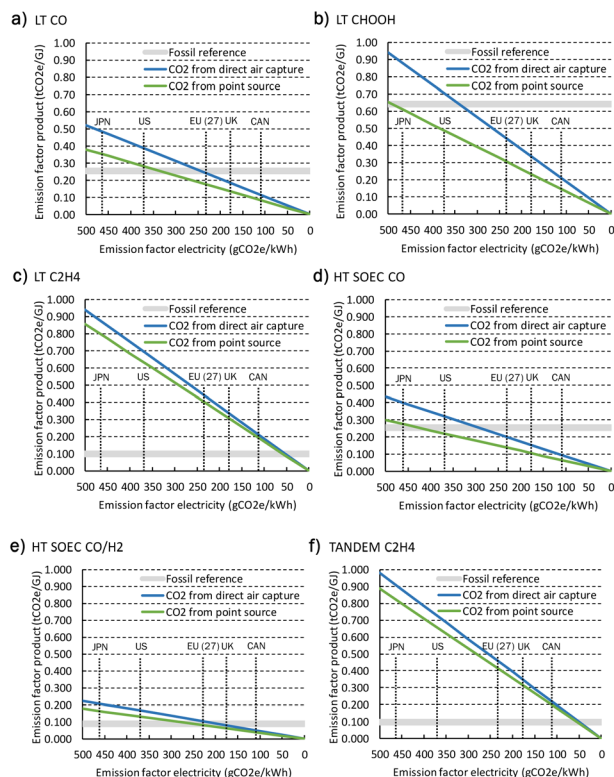 a) LT CO
Emission factor product (tCO2e/GJ)
1.00
0.90
0.80
0.70
0.60
0.50
0.40
0.30
0.20
0.10
0.00
Fossil reference
CO2 from direct air capture
CO2 from point source
JPN US EU (27) UK CAN
500 450 400 350 300 250 200 150 100 50 0
Emission factor electricity (gCO2e/kWh)
b) LT CHOOH
Emission factor product (tCO2e/GJ)
1.00
0.90
0.80
0.70
0.60
0.50
0.40
0.30
0.20
0.10
0.00
Fossil reference
CO2 from direct air capture
CO2 from point source
JPN US EU (27) UK CAN
500 450 400 350 300 250 200 150 100 50 0
Emission factor electricity (gCO2e/kWh)
c) LT C2H4
Emission factor product (tCO2e/GJ)
1.000
0.900
0.800
0.700
0.600
0.500
0.400
0.300
0.200
0.100
0.000
Fossil reference
CO2 from direct air capture
CO2 from point source
JPN US EU (27) UK CAN
500 450 400 350 300 250 200 150 100 50 0
Emission factor electricity (gCO2e/kWh)
d) HT SOEC CO
Emission factor product (tCO2e/GJ)
1.000
0.900
0.800
0.700
0.600
0.500
0.400
0.300
0.200
0.100
0.000
Fossil reference
CO2 from direct air capture
CO2 from point source
JPN US EU (27) UK CAN
500 450 400 350 300 250 200 150 100 50 0
Emission factor electricity (gCO2e/kWh)
e) HT SOEC CO/H2
Emission factor product (tCO2e/GJ)
1.000
0.900
0.800
0.700
0.600
0.500
0.400
0.300
0.200
0.100
0.000
Fossil reference
CO2 from direct air capture
CO2 from point source
JPN US EU (27) UK CAN
500 450 400 350 300 250 200 150 100 50 0
Emission factor electricity (gCO2e/kWh)
f) TANDEM C2H4
Emission factor product (tCO2e/GJ)
1.000
0.900
0.800
0.700
0.600
0.500
0.400
0.300
0.200
0.100
0.000
Fossil reference
CO2 from direct air capture
CO2 from point source
JPN US EU (27) UK CAN
500 450 400 350 300 250 200 150 100 50 0
Emission factor electricity (gCO2e/kWh)